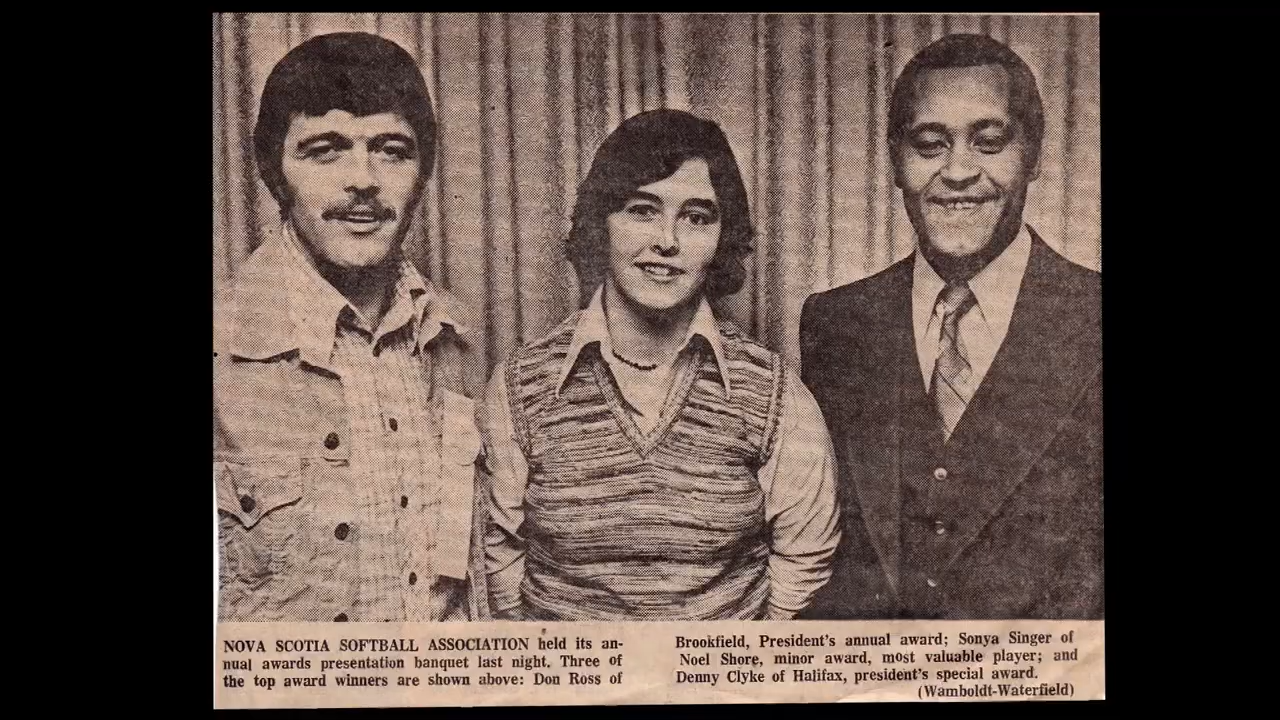 NOVA SCOTIA SOFTBALL ASSOCIATION held its an-
nual awards presentation banquet last night. Three of
the top award winners are shown above: Don Ross of
Brookfield, President's annual award; Sonya Singer of
Noel Shore, minor award, most valuable player; and
Denny Clyke of Halifax, president's special award.
(Wamboldt-Waterfield)